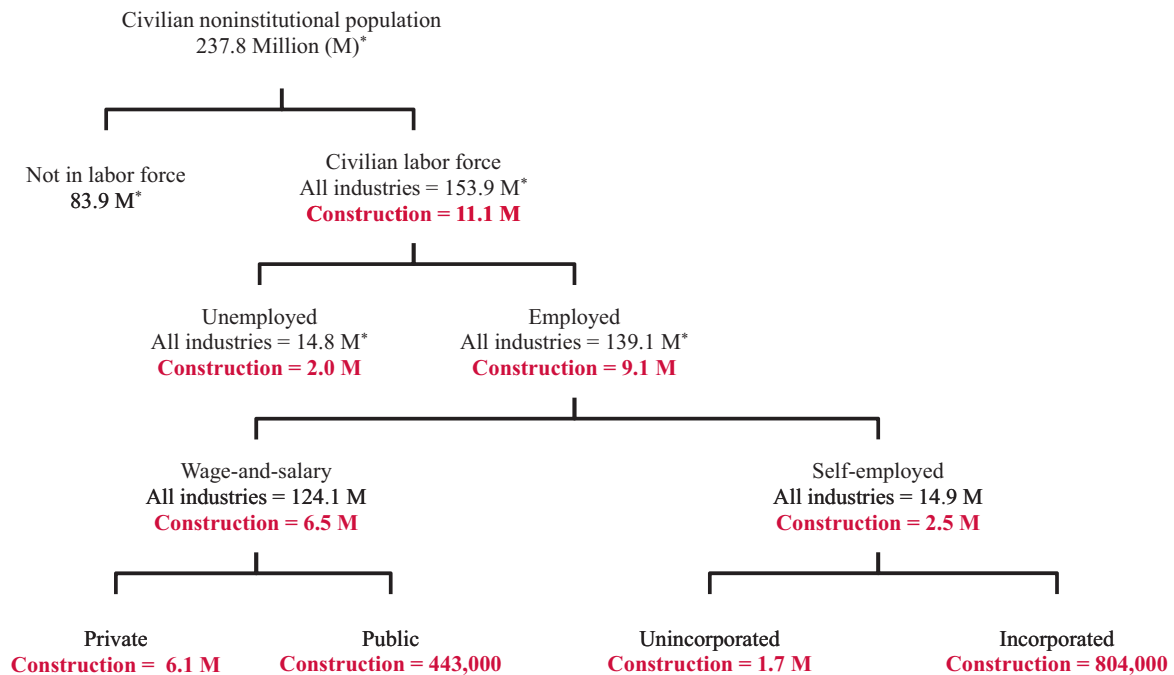 Civilian noninstitutional population
237.8 Million (M)*
Not in labor force
83.9 M*
Civilian labor force
All industries = 153.9 M*
Construction = 11.1 M
Unemployed
All industries = 14.8 M*
Construction = 2.0 M
Employed
All industries = 139.1 M*
Construction = 9.1 M
Wage-and-salary
All industries = 124.1 M
Construction = 6.5 M
Self-employed
All industries = 14.9 M
Construction = 2.5 M
Private
Construction = 6.1 M
Public
Construction = 443,000
Unincorporated
Construction = 1.7 M
Incorporated
Construction = 804,000